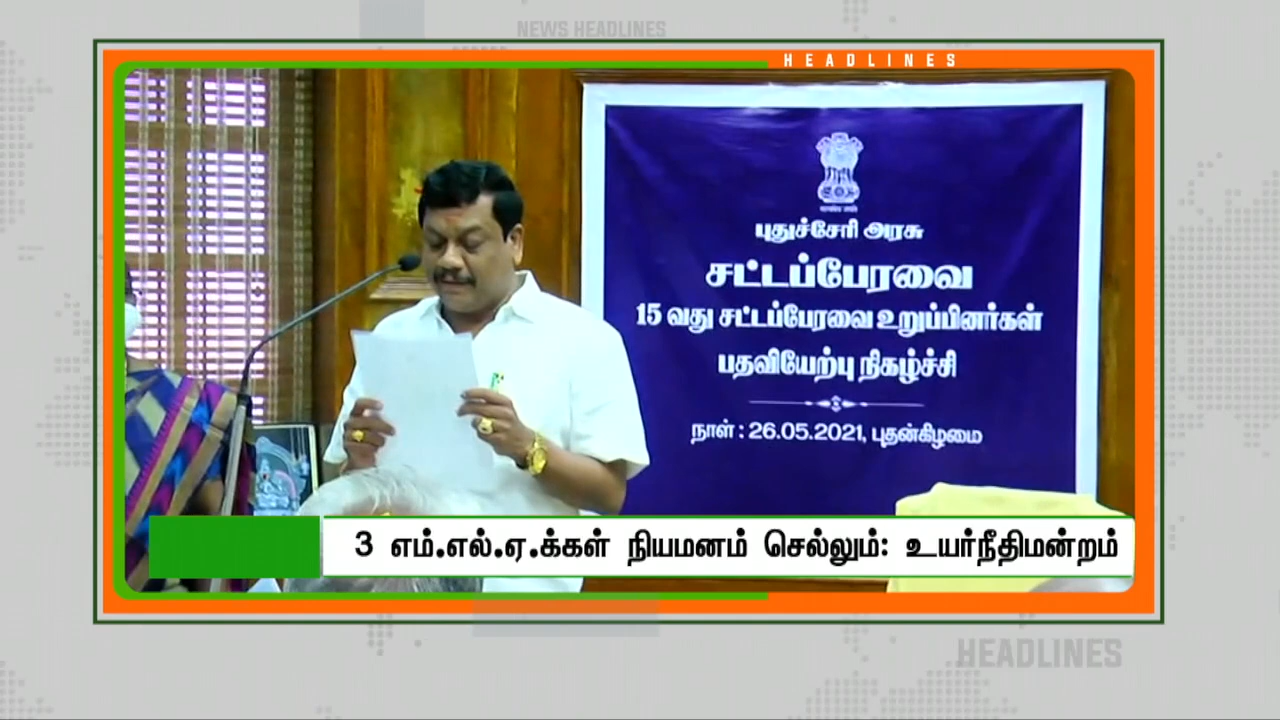 NEWS HEADLINES
HEADLINES
புதுச்சேரி அரசு
சட்டப்பேரவை
15 வது சட்டப்பேரவை உறுப்பினர்கள்
பதவியேற்பு நிகழ்ச்சி
நாள் : 26.05.2021, புதன்கிழமை
3 எம்.எல்.ஏ.க்கள் நியமனம் செல்லும்: உயர்நீதிமன்றம்
HEADLINES